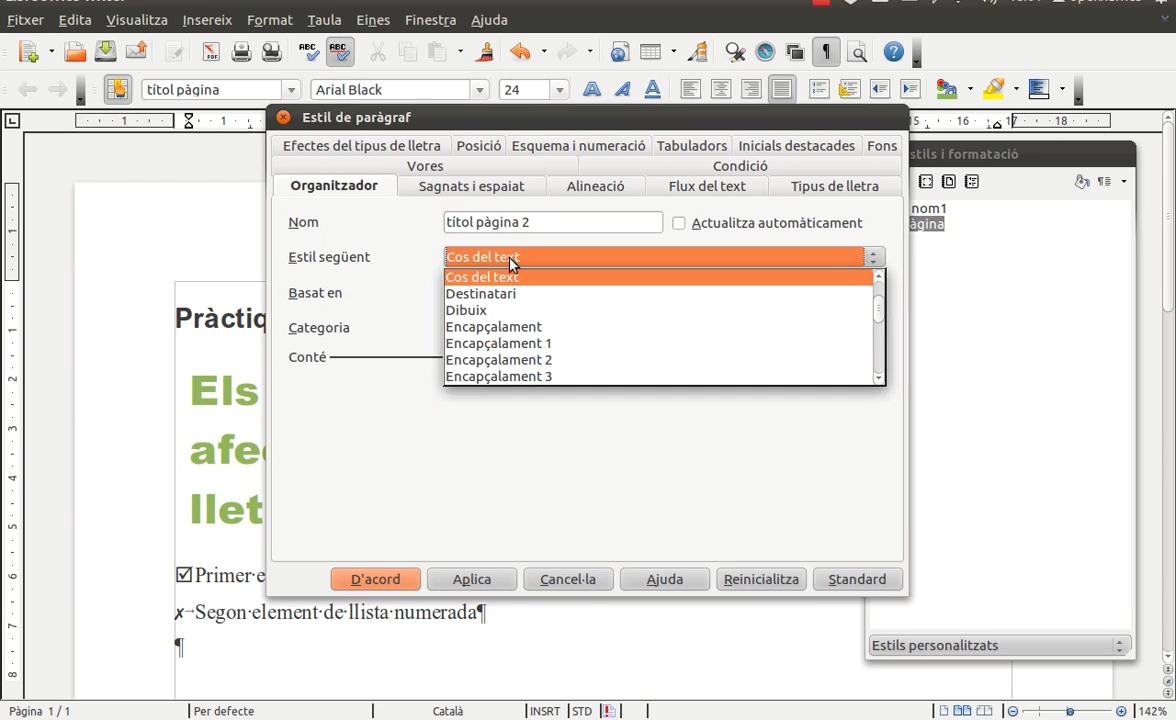 Fitxer Edita Visualitza Insereix Format Taula Eines Finestra Ajuda
títol pàgina Arial Black 24
Estil de paràgraf
Estils i formatació
Efectes del tipus de lletra Posició Esquema i numeració Tabuladors Inicials destacades Fons
Vores Condició
Organitzador Sagnats i espaiat Alineació Flux del text Tipus de lletra
Nom títol pàgina 2 Actualitza automàticament
Estil següent Cos del text
Basat en
Categoria
Conté
Cos del text
Destinatari
Dibuix
Encapçalament
Encapçalament 1
Encapçalament 2
Encapçalament 3
D'acord Aplica Cancel·la Ajuda Reinicialitza Standard
nom1
àgina
Estils personalitzats
Pràctiq
Els
afec
llet
Primer·e
Segon·element·de·llista·numerada¶
¶
Pàgina 1 / 1 Per defecte Català INSRT STD 142%